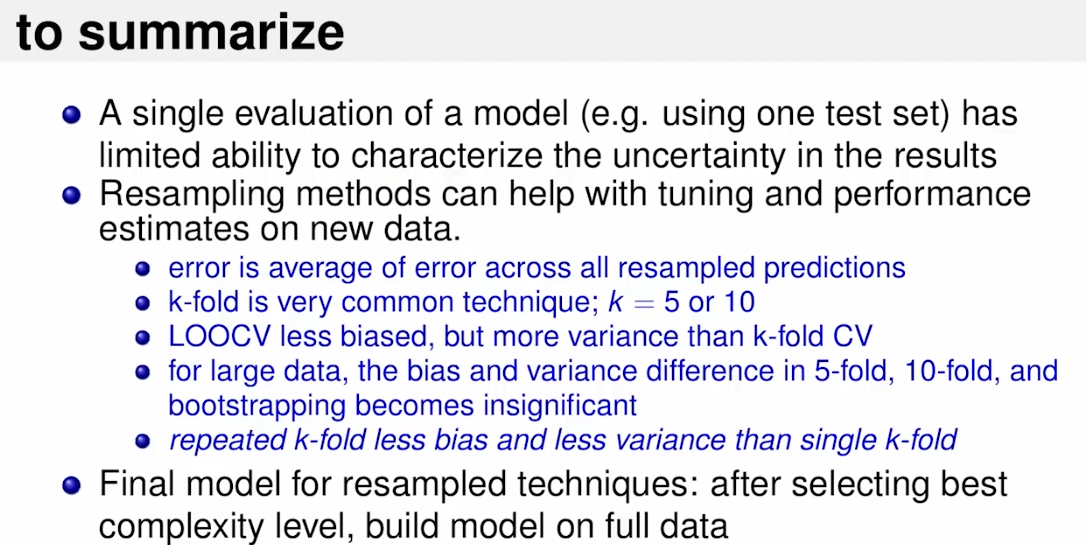 to summarize
A single evaluation of a model (e.g. using one test set) has
limited ability to characterize the uncertainty in the results
Resampling methods can help with tuning and performance
estimates on new data.
error is average of error across all resampled predictions
k-fold is very common technique; k = 5 or 10
LOOCV less biased, but more variance than k-fold CV
for large data, the bias and variance difference in 5-fold, 10-fold, and
bootstrapping becomes insignificant
repeated k-fold less bias and less variance than single k-fold
Final model for resampled techniques: after selecting best
complexity level, build model on full data